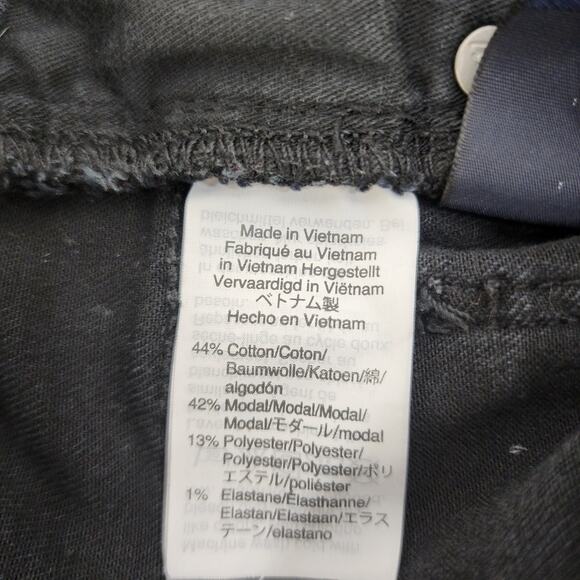 Made in Vietnam
Fabriqué au Vietnam
in Vietnam Hergestellt
Vervaardigd in Viëtnam
ベトナム製
Hecho en Vietnam
44% Cotton/Coton/
Baumwolle/Katoen/綿/
algodón
42% Modal/Modal/Modal/
Modal/モダール/modal
13% Polyester/Polyester/
Polyester/Polyester/ポリ
エステル/poliéster
1% Elastane/Élasthanne/
Elastan/Elastaan/エラス
テーン/elastano